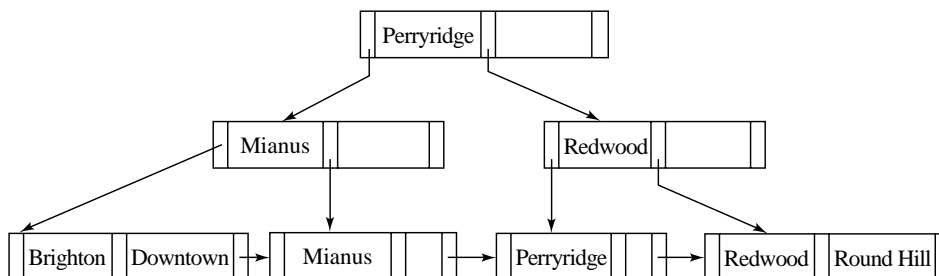 Perryridge
Mianus
Redwood
Brighton Downtown Mianus Perryridge Redwood Round Hill